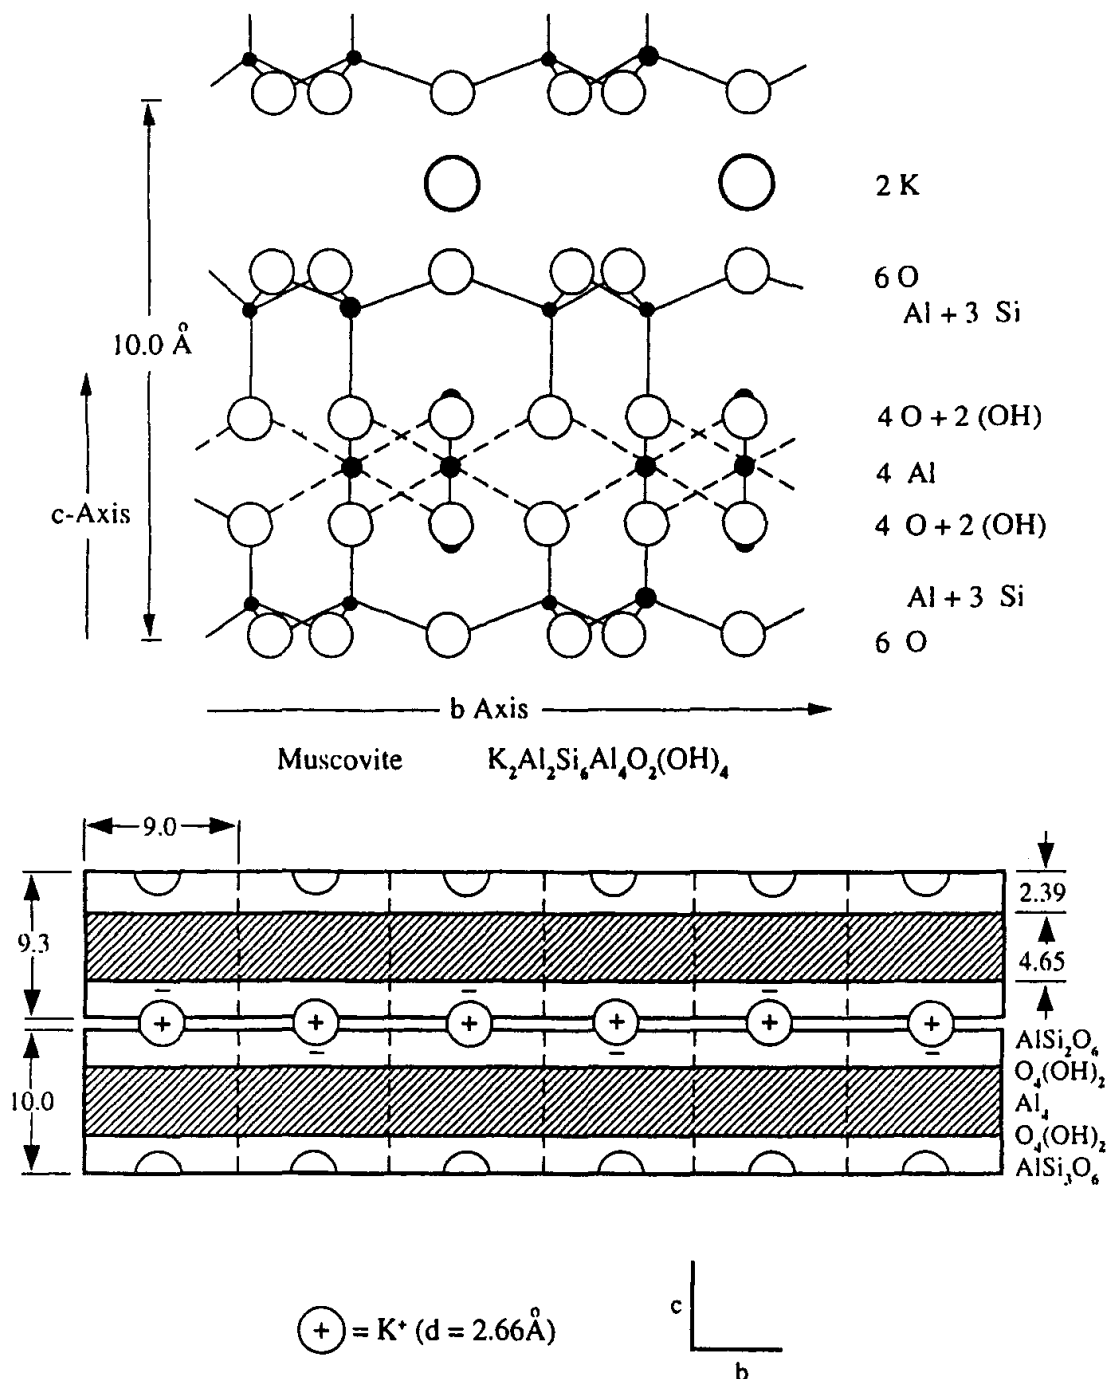 2 K
6 O
Al + 3 Si
10.0 Å
4 O + 2 (OH)
4 Al
c-Axis
4 O + 2 (OH)
Al + 3 Si
6 O
b Axis
Muscovite K₂Al₂Si₆Al₄O₂(OH)₄
9.0
2.39
9.3
4.65
AlSi₂O₆
O₄(OH)₂
10.0
Al₄
O₄(OH)₂
AlSi₃O₆
+ = K⁺ (d = 2.66Å)
c
b